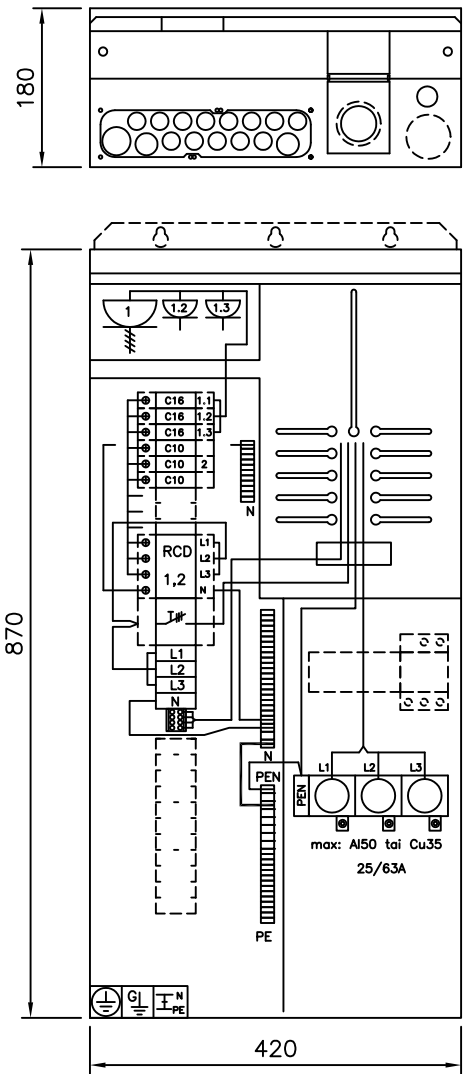 180
1
1.2
1.3
C16 1.1
C16 1.2
C16 1.3
C10
C10 2
C10
N
RCD
1,2
L1
L2
L3
N
T
L1
L2
L3
N
N
PEN
PE
PEN
L1 L2 L3
max: Al50 tai Cu35
25/63A
870
G
N
PE
420